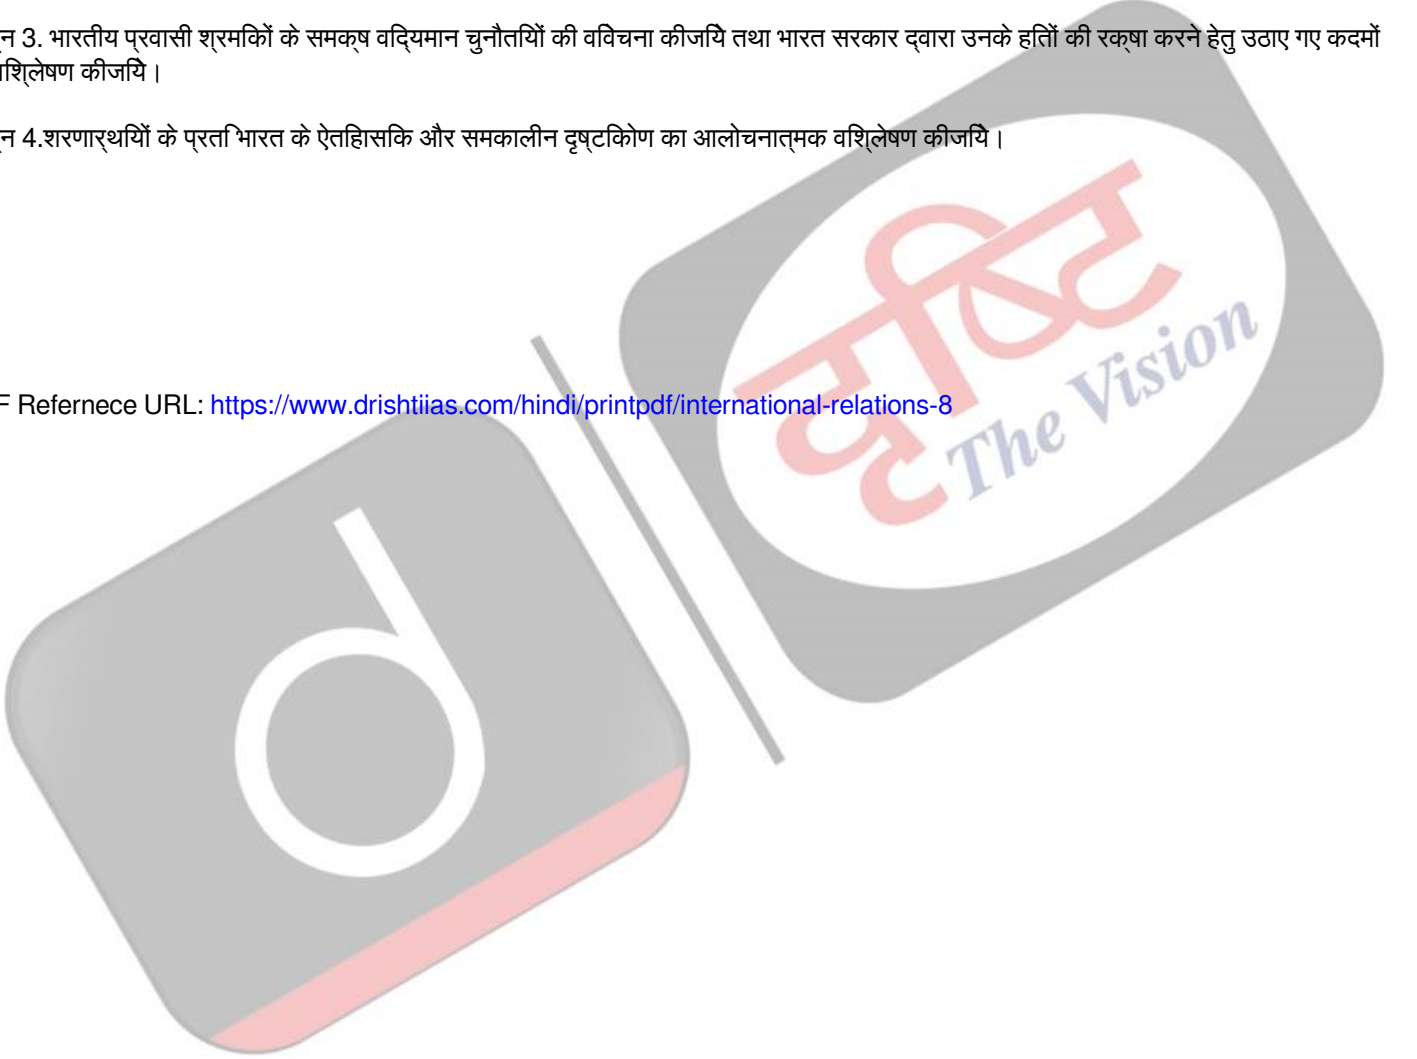 न 3. भारतीय प्रवासी श्रमिकों के समक्ष विद्यमान चुनौतियों की विवेचना कीजिये तथा भारत सरकार द्वारा उनके हितों की रक्षा करने हेतु उठाए गए कदमों
विश्लेषण कीजिये।
न 4.शरणार्थियों के प्रति भारत के ऐतिहासिक और समकालीन दृष्टिकोण का आलोचनात्मक विश्लेषण कीजिये।
दृष्टि
The Vision
F Refernece URL: https://www.drishtiias.com/hindi/printpdf/international-relations-8